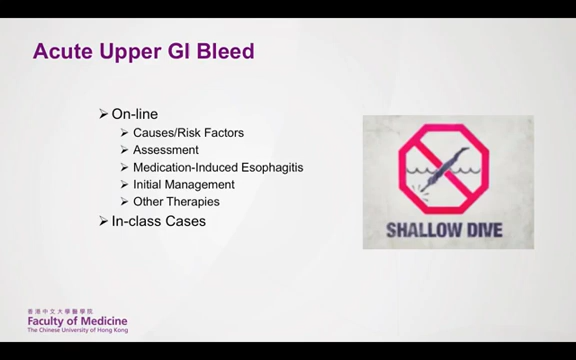 Acute Upper GI Bleed
On-line
Causes/Risk Factors
Assessment
Medication-Induced Esophagitis
Initial Management
Other Therapies
In-class Cases
SHALLOW DIVE
香港中文大學醫學院
Faculty of Medicine
The Chinese University of Hong Kong